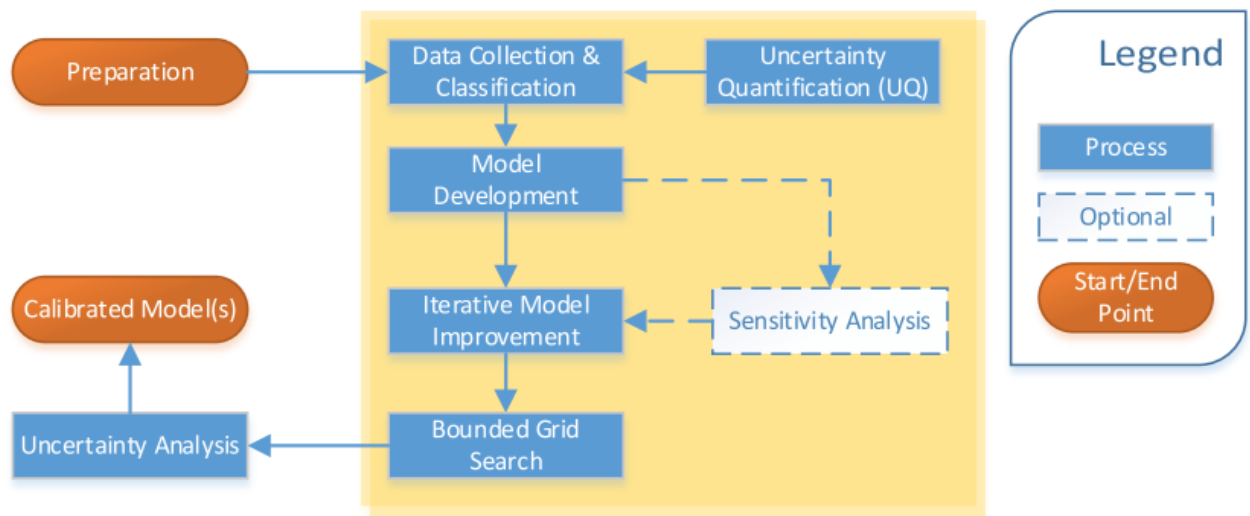 Preparation
Data Collection &
Classification
Uncertainty
Quantification (UQ)
Model
Development
Calibrated Model(s)
Iterative Model
Improvement
Sensitivity Analysis
Uncertainty Analysis
Bounded Grid
Search
Legend
Process
Optional
Start/End
Point